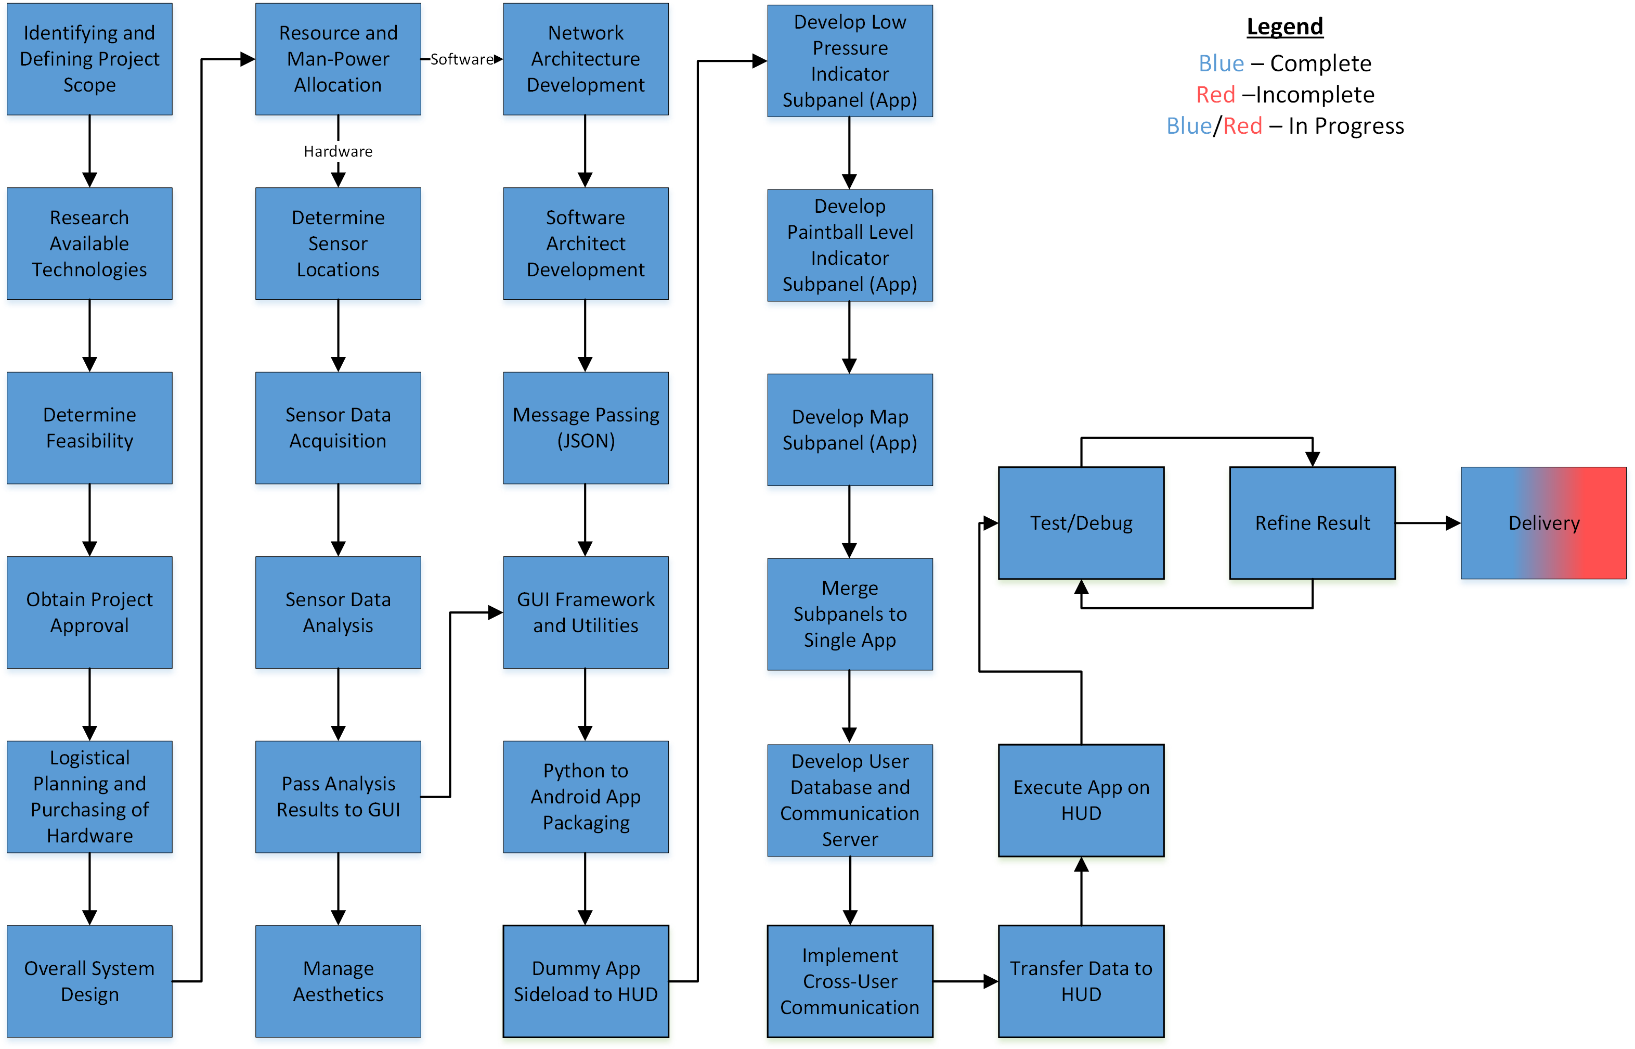 Identifying and
Defining Project
Scope
Research
Available
Technologies
Determine
Feasibility
Obtain Project
Approval
Logistical
Planning and
Purchasing of
Hardware
Overall System
Design
Resource and
Man-Power
Allocation
Software
Hardware
Determine
Sensor
Locations
Sensor Data
Acquisition
Sensor Data
Analysis
Pass Analysis
Results to GUI
Manage
Aesthetics
Network
Architecture
Development
Software
Architect
Development
Message Passing
(JSON)
GUI Framework
and Utilities
Python to
Android App
Packaging
Dummy App
Sideload to HUD
Develop Low
Pressure
Indicator
Subpanel (App)
Develop
Paintball Level
Indicator
Subpanel (App)
Develop Map
Subpanel (App)
Merge
Subpanels to
Single App
Develop User
Database and
Communication
Server
Implement
Cross-User
Communication
Transfer Data to
HUD
Execute App on
HUD
Test/Debug
Refine Result
Delivery
Legend
Blue – Complete
Red –Incomplete
Blue/Red – In Progress